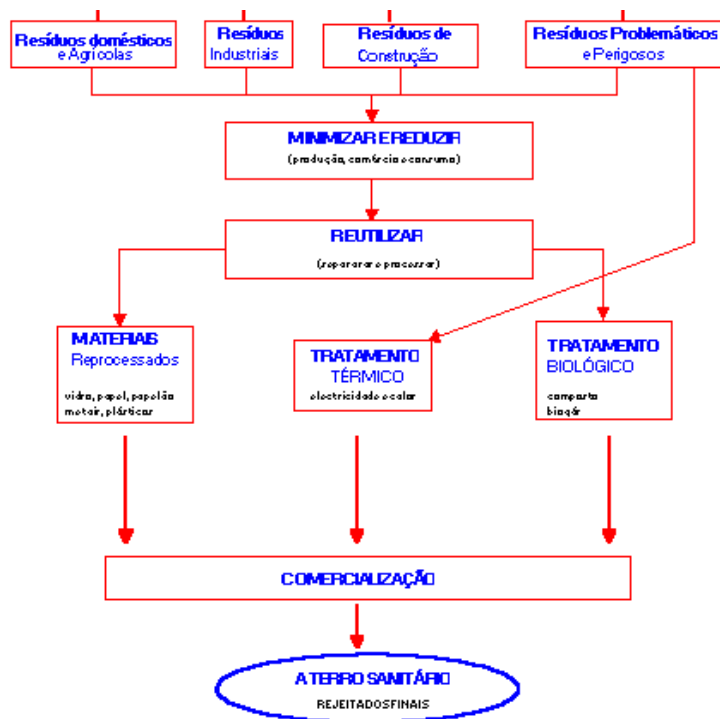 Resíduos domésticos
e Agrícolas
Resíduos
Industriais
Resíduos de
Construção
Resíduos Problemáticos
e Perigosos
MINIMIZAR E REDUZIR
(produção, comércio e consumo)
REUTILIZAR
(separar e processar)
MATERIAIS
Reprocessados
vidro, papel, papelão
metais, plásticos
TRATAMENTO
TÉRMICO
electricidade e calor
TRATAMENTO
BIOLÓGICO
composto
biogás
COMERCIALIZAÇÃO
ATERRO SANITÁRIO
REJEITADOS FINAIS